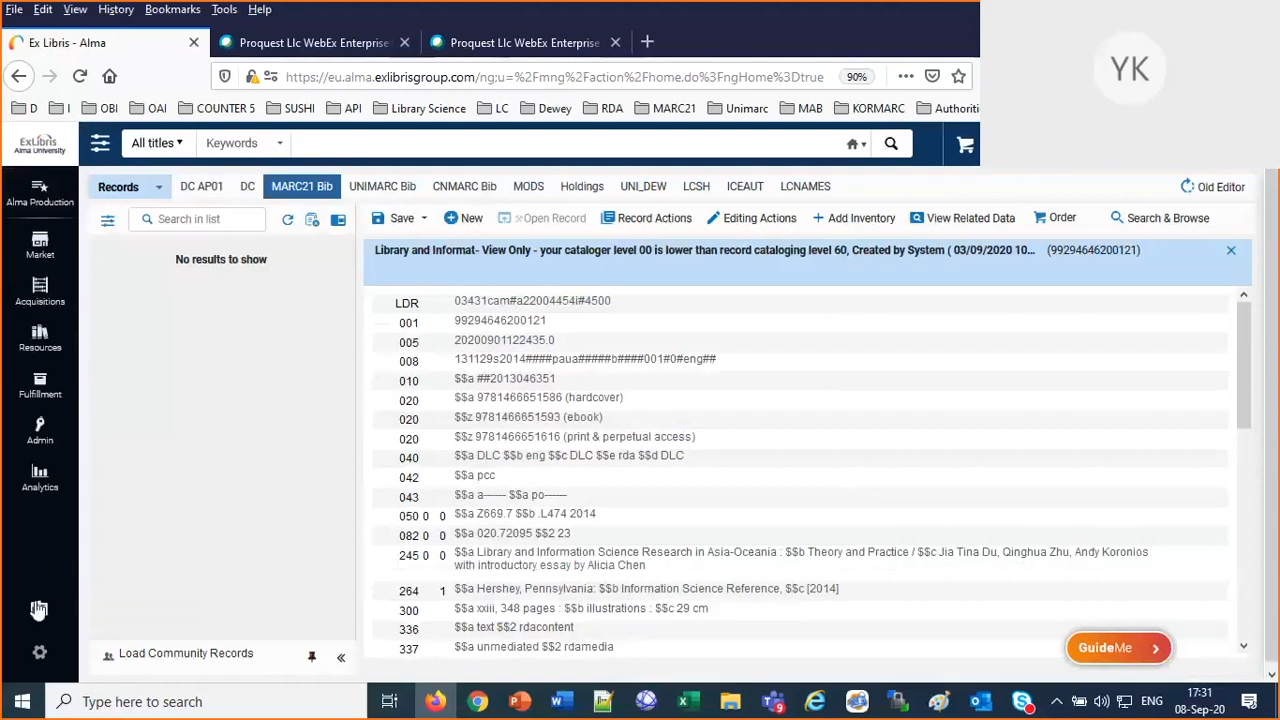 File Edit View History Bookmarks Tools Help
Ex Libris - Alma Proquest Llc WebEx Enterprise Proquest Llc WebEx Enterprise
https://eu.alma.exlibrisgroup.com/ng;u=%2Fmng%2Faction%2Fhome.do%3FngHome%3Dtrue 90%
D I OBI OAI COUNTER 5 SUSHI API Library Science LC Dewey RDA MARC21 Unimarc MAB KORMARC Authoriti
YK
ExLibris
Alma University
All titles Keywords
Records DC AP01 DC MARC21 Bib UNIMARC Bib CNMARC Bib MODS Holdings UNI_DEW LCSH ICEAUT LCNAMES Old Editor
Alma Production
Market
Acquisitions
Resources
Fulfillment
Admin
Analytics
Search in list
No results to show
Load Community Records
Save New Open Record Record Actions Editing Actions Add Inventory View Related Data Order Search & Browse
Library and Informat- View Only - your cataloger level 00 is lower than record cataloging level 60, Created by System ( 03/09/2020 10... (99294646200121)
LDR 03431cam#a22004454i#4500
001 99294646200121
005 20200901122435.0
008 131129s2014####paua#####b####001#0#eng##
010 $$a ##2013046351
020 $$a 9781466651586 (hardcover)
020 $$z 9781466651593 (ebook)
020 $$z 9781466651616 (print & perpetual access)
040 $$a DLC $$b eng $$c DLC $$e rda $$d DLC
042 $$a pcc
043 $$a a------ $$a po------
050 0 0 $$a Z669.7 $$b .L474 2014
082 0 0 $$a 020.72095 $$2 23
245 0 0 $$a Library and Information Science Research in Asia-Oceania : $$b Theory and Practice / $$c Jia Tina Du, Qinghua Zhu, Andy Koronios
with introductory essay by Alicia Chen
264 1 $$a Hershey, Pennsylvania: $$b Information Science Reference, $$c [2014]
300 $$a xxiii, 348 pages : $$b illustrations : $$c 29 cm
336 $$a text $$2 rdacontent
337 $$a unmediated $$2 rdamedia
GuideMe
Type here to search
ENG
17:31
08-Sep-20